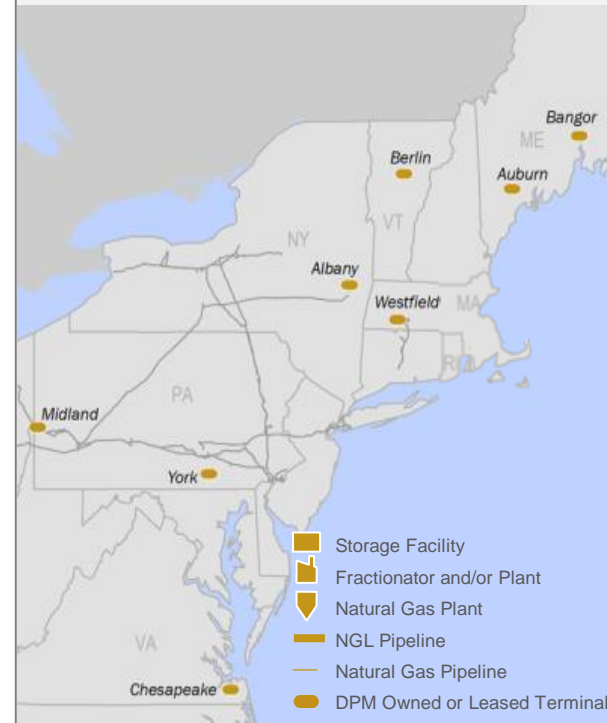 Bangor
ME
Berlin
Auburn
VT
NY
Albany
Westfield
MA
RI
PA
Midland
York
Storage Facility
Fractionator and/or Plant
Natural Gas Plant
NGL Pipeline
VA
Natural Gas Pipeline
Chesapeake
DPM Owned or Leased Terminal